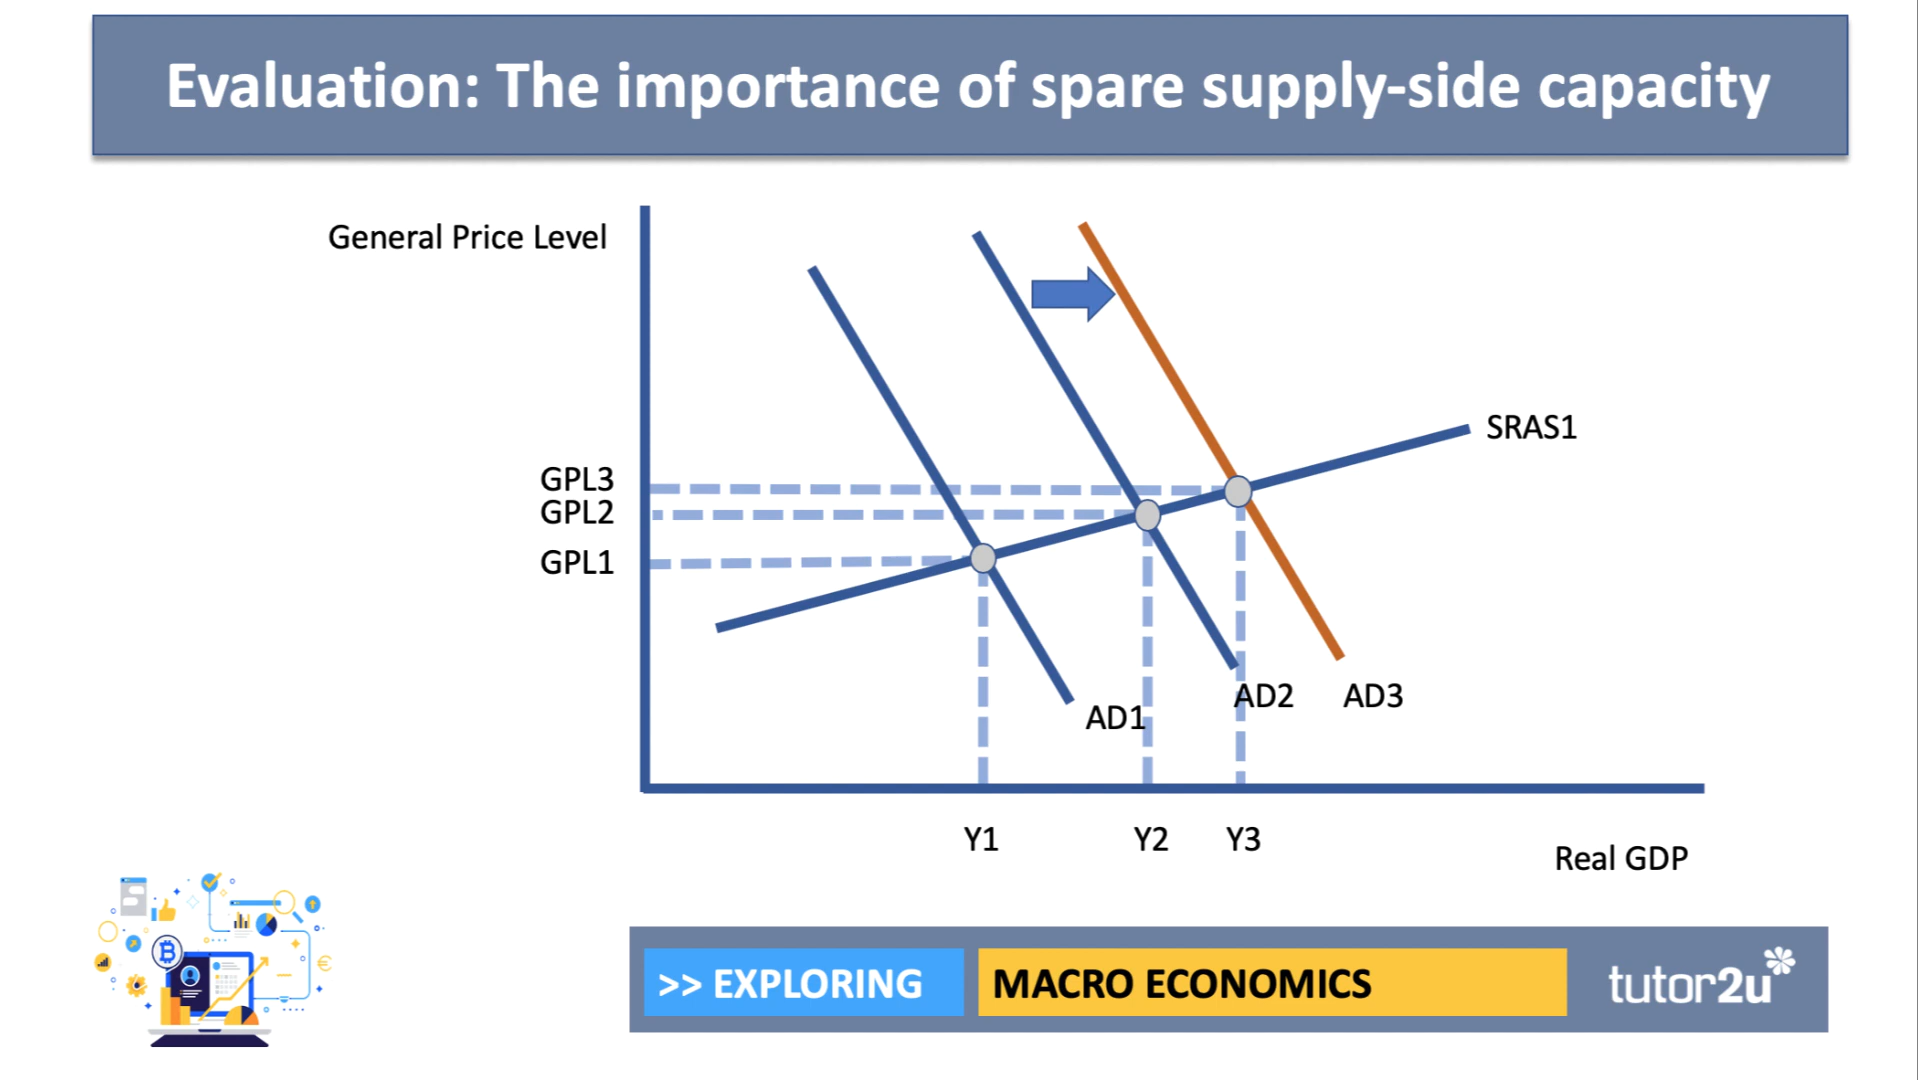 Evaluation: The importance of spare supply-side capacity
General Price Level
SRAS1
GPL3
GPL2
GPL1
AD1
AD2
AD3
Y1
Y2
Y3
Real GDP
>> EXPLORING
MACRO ECONOMICS
tutor2u